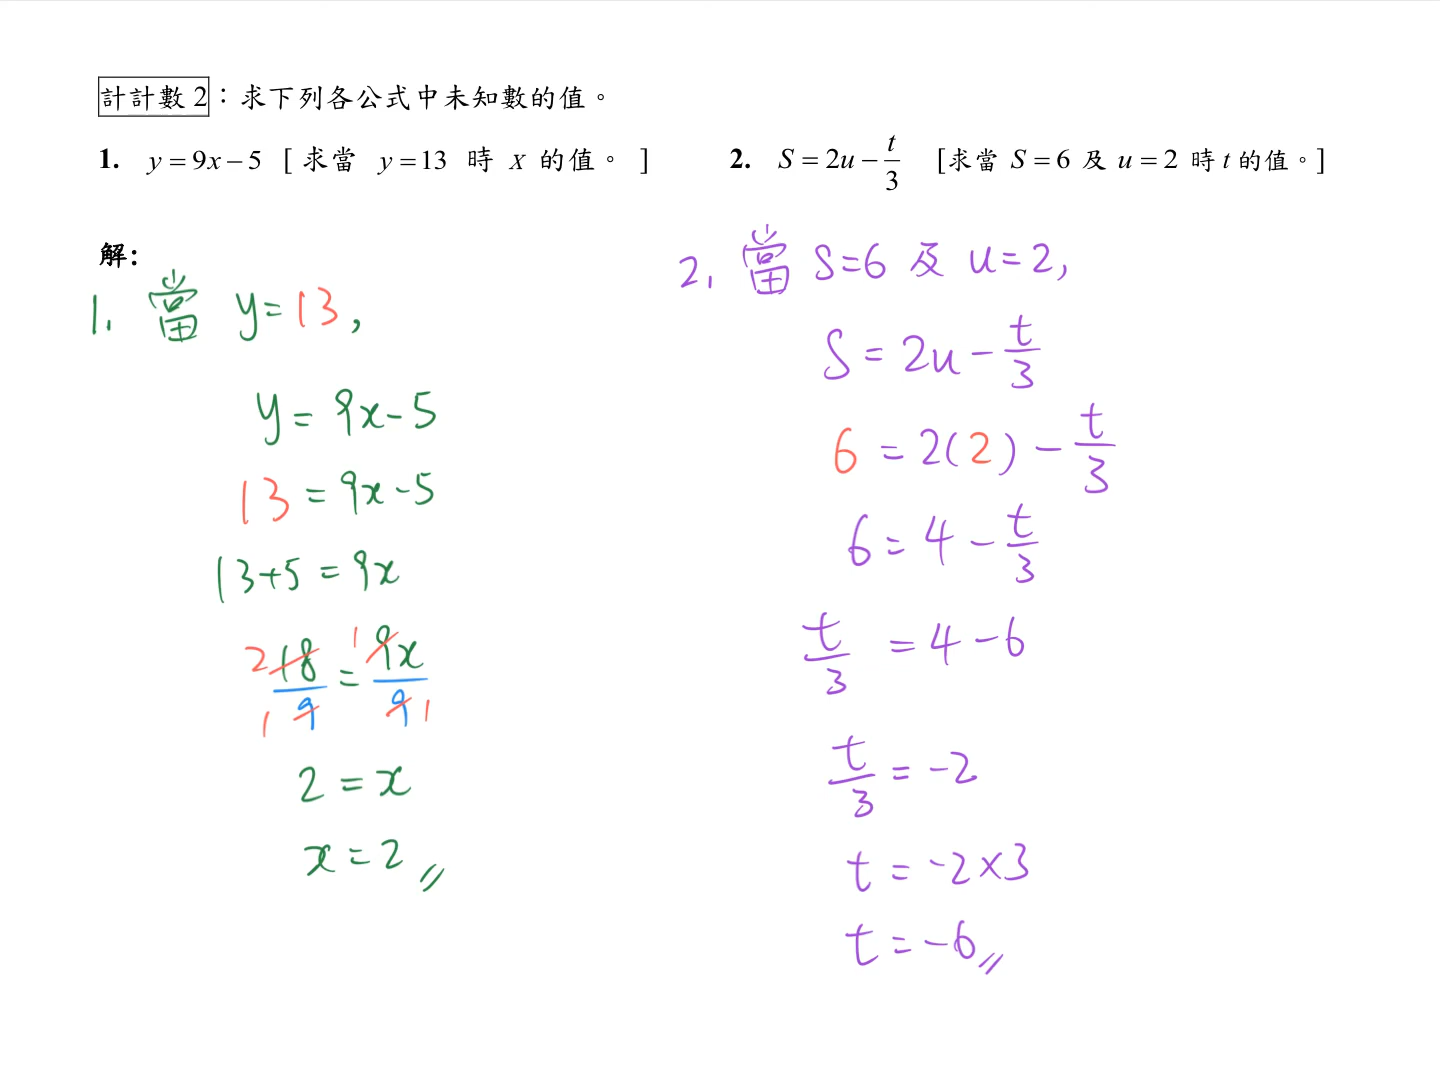 計計數 2：求下列各公式中未知數的值。
1. y = 9x – 5 [ 求當 y = 13 時 x 的值。 ]
2. S = 2u – t/3 [求當 S = 6 及 u = 2 時 t 的值。]
解：
1. 當 y = 13,
y = 9x - 5
13 = 9x - 5
13+5 = 9x
2 18/9 1 = 1 9x/9 1
2 = x
x = 2 //
2. 當 S=6 及 u=2,
S = 2u - t/3
6 = 2(2) - t/3
6 = 4 - t/3
t/3 = 4 - 6
t/3 = -2
t = -2×3
t = -6 //